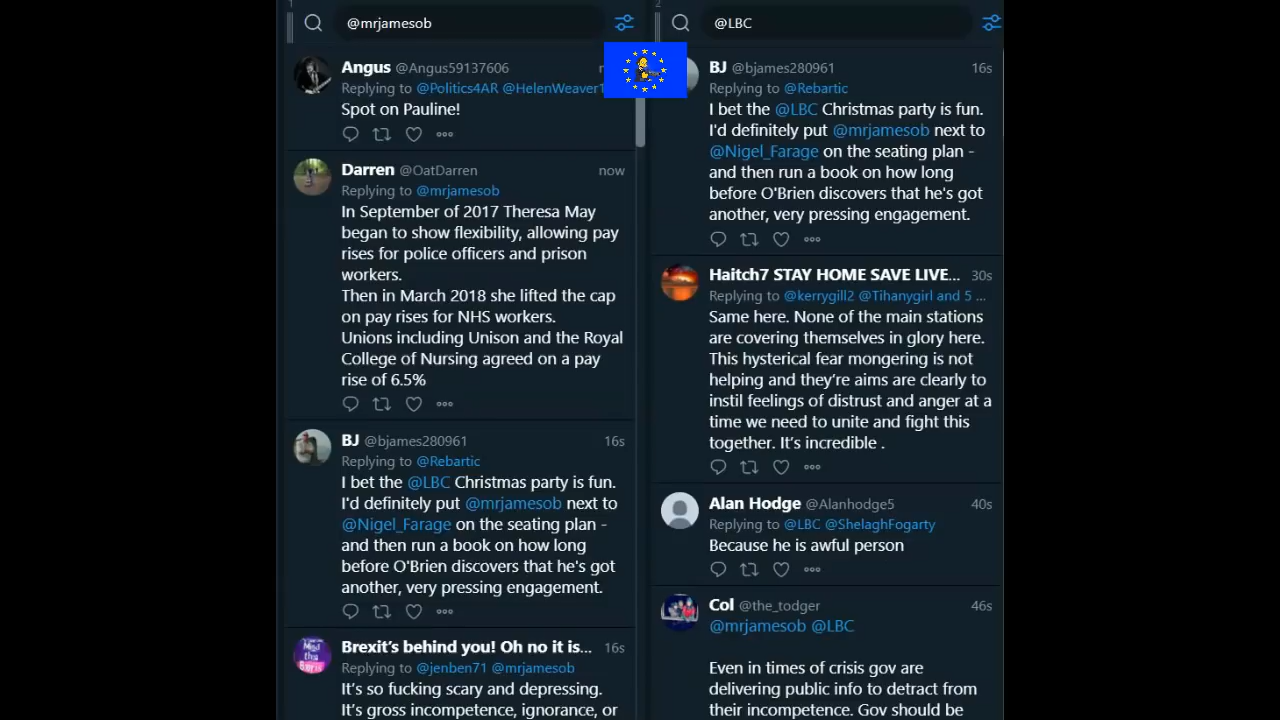 1
@mrjamesob
Angus @Angus59137606
Replying to @Politics4AR @HelenWeaver1
Spot on Pauline!
Darren @OatDarren now
Replying to @mrjamesob
In September of 2017 Theresa May
began to show flexibility, allowing pay
rises for police officers and prison
workers.
Then in March 2018 she lifted the cap
on pay rises for NHS workers.
Unions including Unison and the Royal
College of Nursing agreed on a pay
rise of 6.5%
BJ @bjames280961 16s
Replying to @Rebartic
I bet the @LBC Christmas party is fun.
I'd definitely put @mrjamesob next to
@Nigel_Farage on the seating plan -
and then run a book on how long
before O'Brien discovers that he's got
another, very pressing engagement.
Brexit's behind you! Oh no it is... 16s
Replying to @jenben71 @mrjamesob
It's so fucking scary and depressing.
It's gross incompetence, ignorance, or
2
@LBC
BJ @bjames280961 16s
Replying to @Rebartic
I bet the @LBC Christmas party is fun.
I'd definitely put @mrjamesob next to
@Nigel_Farage on the seating plan -
and then run a book on how long
before O'Brien discovers that he's got
another, very pressing engagement.
Haitch7 STAY HOME SAVE LIVE... 30s
Replying to @kerrygill2 @Tihanygirl and 5 ...
Same here. None of the main stations
are covering themselves in glory here.
This hysterical fear mongering is not
helping and they're aims are clearly to
instil feelings of distrust and anger at a
time we need to unite and fight this
together. It's incredible .
Alan Hodge @Alanhodge5 40s
Replying to @LBC @ShelaghFogarty
Because he is awful person
Col @the_todger 46s
@mrjamesob @LBC
Even in times of crisis gov are
delivering public info to detract from
their incompetence. Gov should be